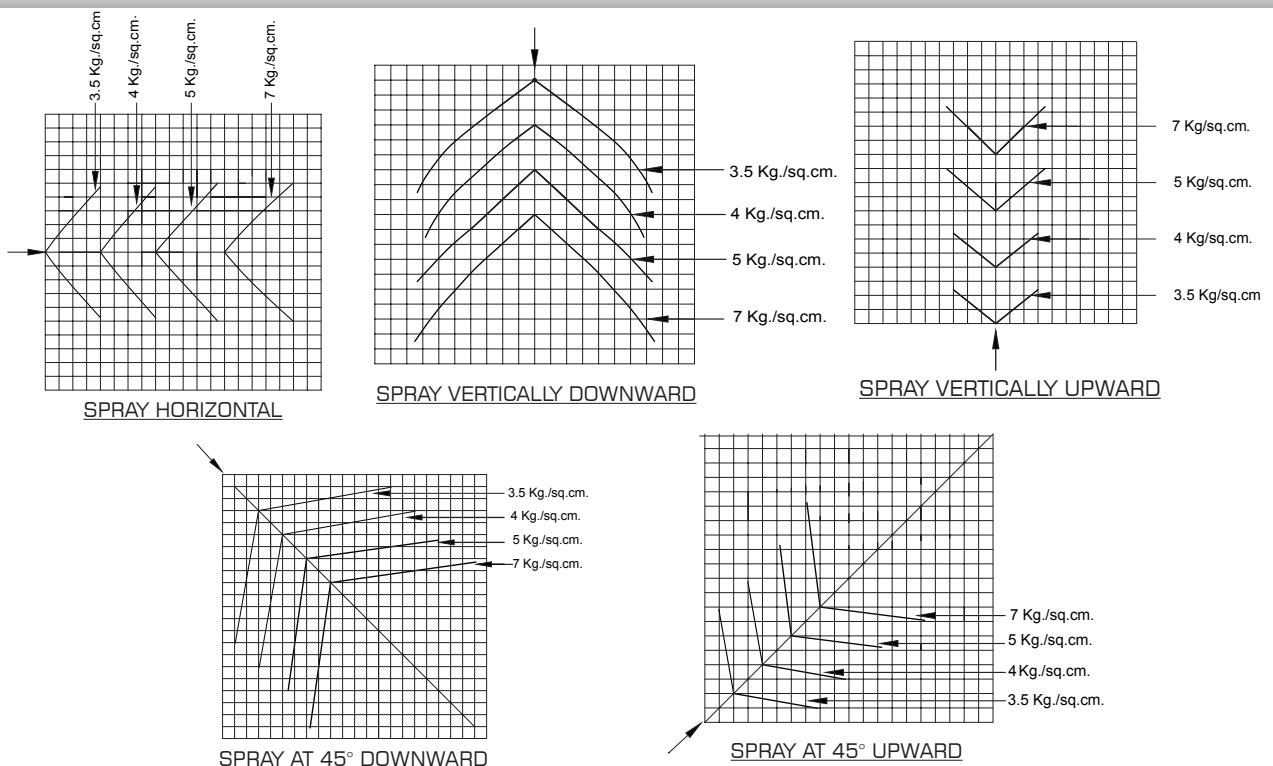 3.5 Kg./sq.cm
4 Kg./sq.cm.
5 Kg./sq.cm.
7 Kg./sq.cm.
SPRAY HORIZONTAL
3.5 Kg./sq.cm.
4 Kg./sq.cm.
5 Kg./sq.cm.
7 Kg./sq.cm.
SPRAY VERTICALLY DOWNWARD
7 Kg/sq.cm.
5 Kg/sq.cm.
4 Kg/sq.cm.
3.5 Kg/sq.cm
SPRAY VERTICALLY UPWARD
3.5 Kg./sq.cm.
4 Kg./sq.cm.
5 Kg./sq.cm.
7 Kg./sq.cm.
SPRAY AT 45° DOWNWARD
7 Kg./sq.cm.
5 Kg./sq.cm.
4 Kg./sq.cm.
3.5 Kg./sq.cm.
SPRAY AT 45° UPWARD